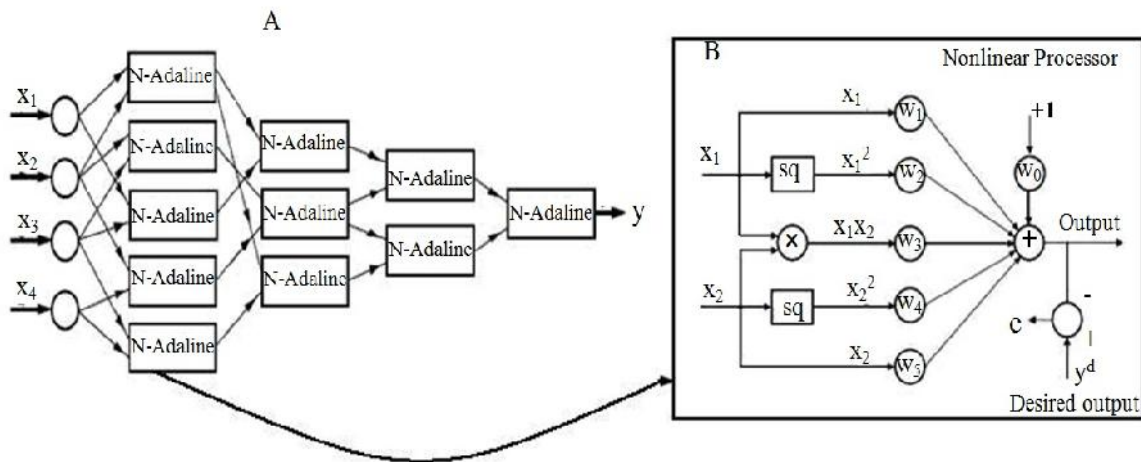 A
N-Adaline
N-Adaline
N-Adaline
N-Adaline
N-Adaline
x1
x2
x3
x4
N-Adaline
N-Adaline
N-Adaline
N-Adaline
N-Adaline
N-Adaline
y
B
Nonlinear Processor
x1
x1
w1
+1
sq
x1²
w2
w0
×
x1x2
w3
+
Output
x2
sq
x2²
w4
-
e
x2
w5
yᵈ
Desired output